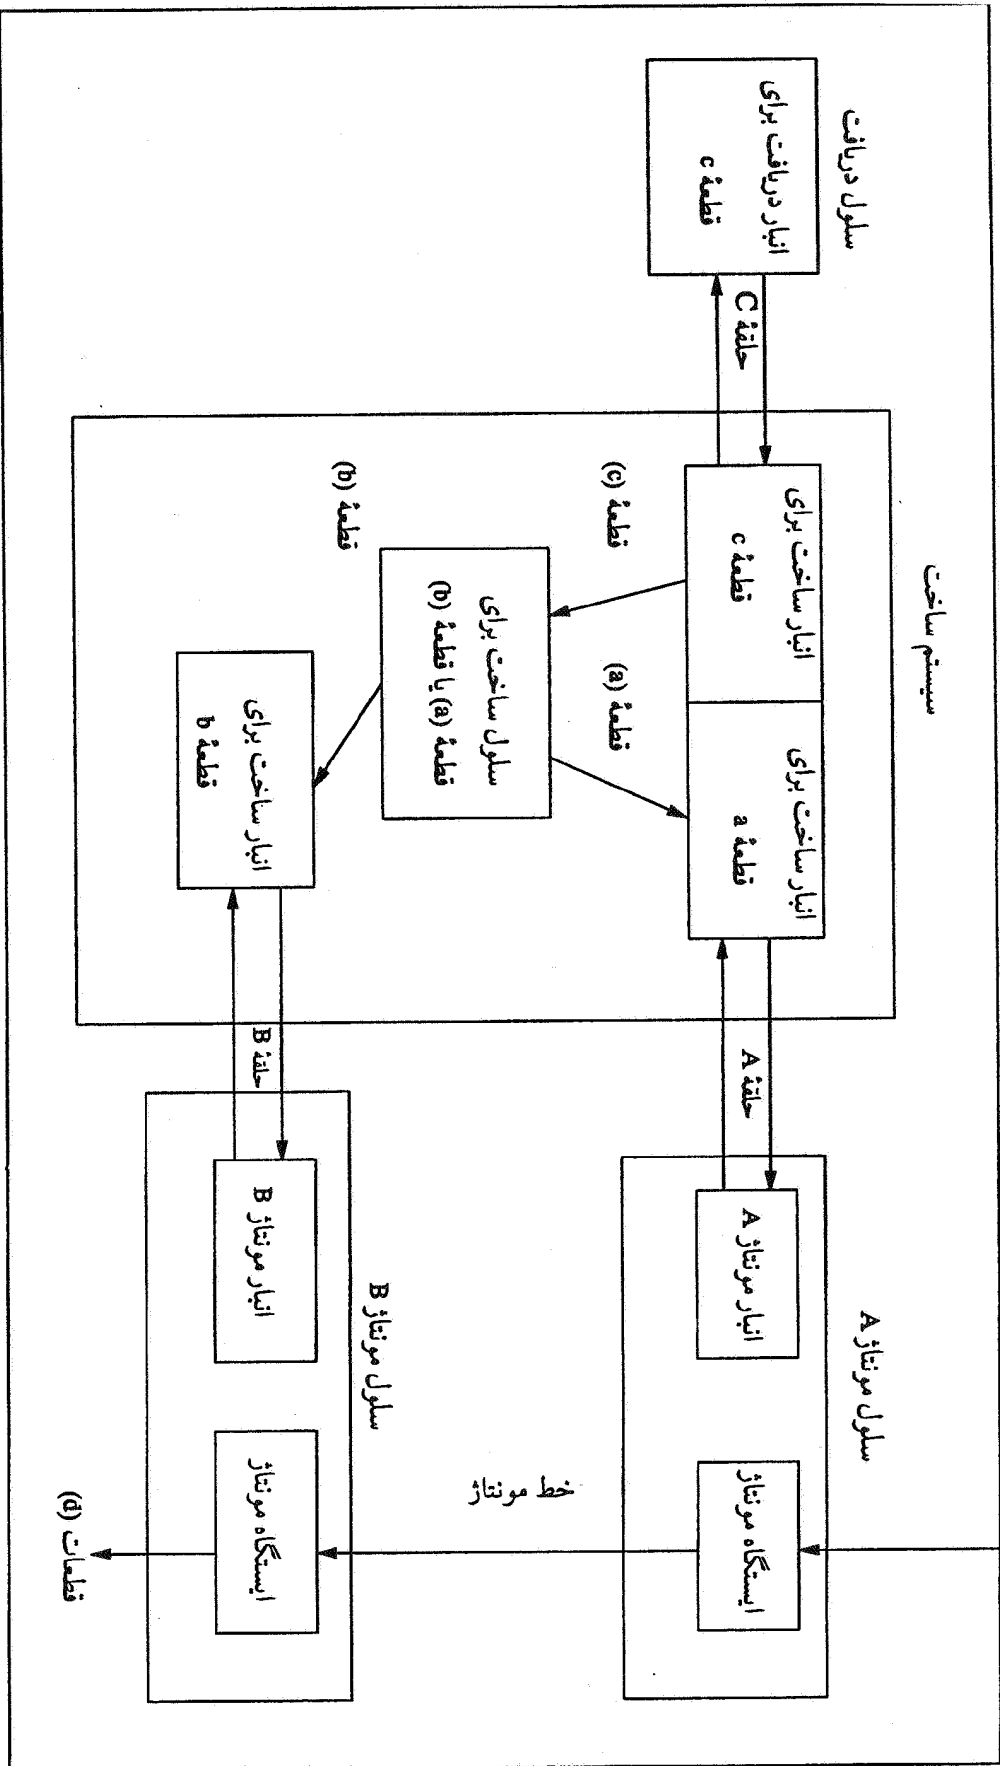 سیستم ساخت
سلول دریافت
انبار دریافت برای
قطعهٔ c
حلقهٔ C
انبار ساخت برای
قطعهٔ c
انبار ساخت برای
قطعهٔ a
قطعهٔ (c)
قطعهٔ (a)
سلول ساخت برای
قطعهٔ (a) یا قطعهٔ (b)
قطعهٔ (b)
انبار ساخت برای
قطعهٔ b
حلقهٔ A
حلقهٔ B
سلول مونتاژ A
انبار مونتاژ A
ایستگاه مونتاژ
خط مونتاژ
سلول مونتاژ B
انبار مونتاژ B
ایستگاه مونتاژ
قطعات (d)